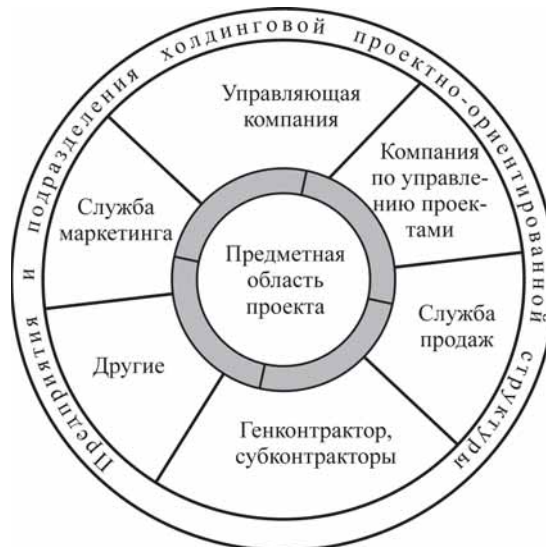 Предприятия и подразделения холдинговой проектно-ориентированной структуры
Управляющая
компания
Компания
по управле-
нию проек-
тами
Служба
продаж
Генконтрактор,
субконтракторы
Другие
Служба
маркетинга
Предметная
область
проекта